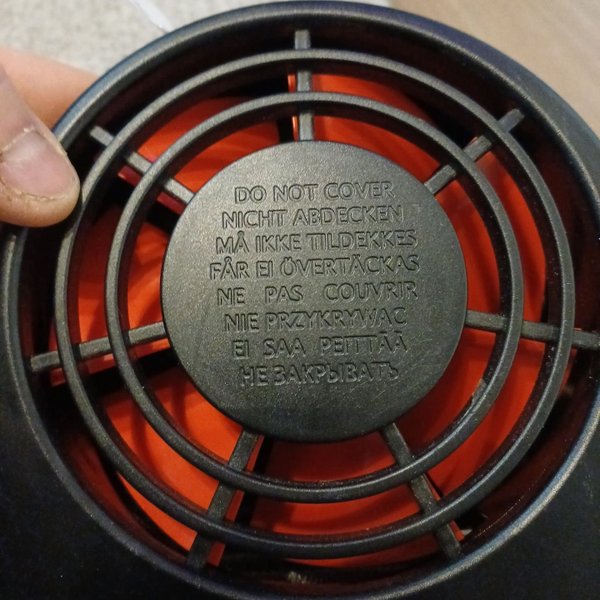 DO NOT COVER
NICHT ABDECKEN
MÅ IKKE TILDEKKES
FÅR EJ ÖVERTÄCKAS
NE PAS COUVRIR
NIE PRZYKRYWAC
EI SAA PEITTÄÄ
НЕ ЗАКРЫВАТЬ